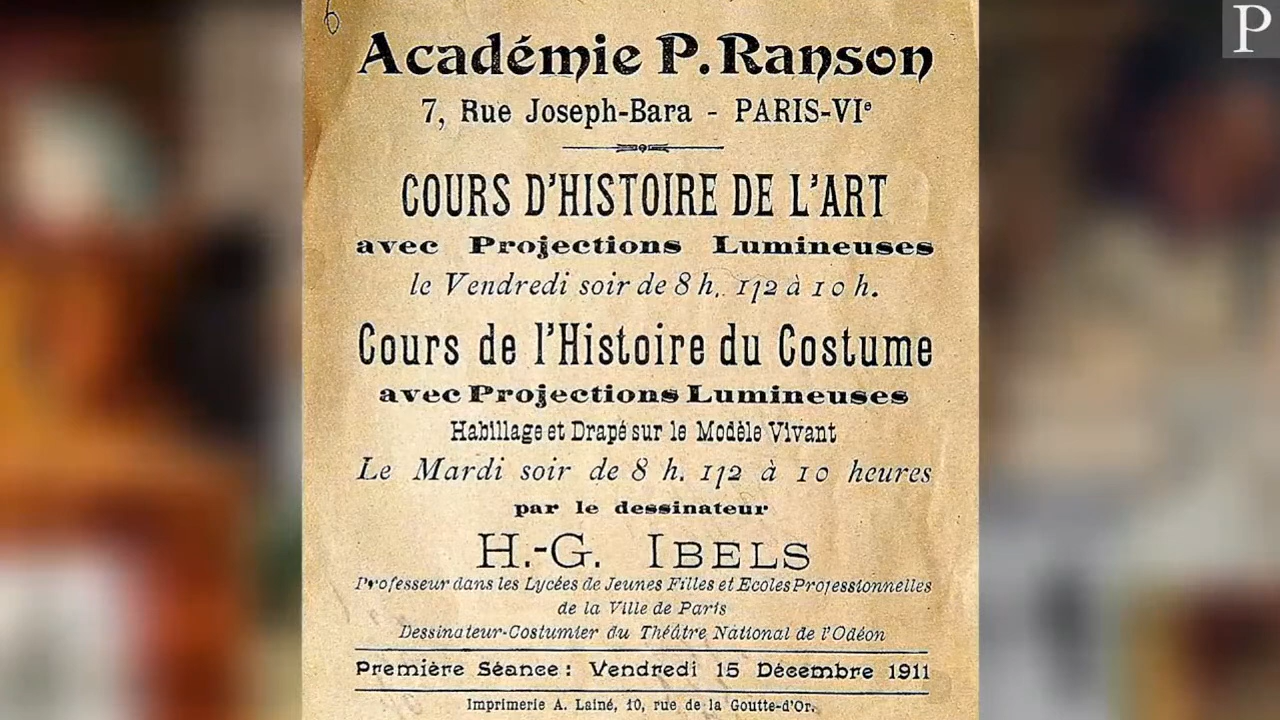 6
P
Académie P. Ranson
7, Rue Joseph-Bara - PARIS-VIe
COURS D'HISTOIRE DE L'ART
avec Projections Lumineuses
le Vendredi soir de 8 h. 1/2 à 10 h.
Cours de l'Histoire du Costume
avec Projections Lumineuses
Habillage et Drapé sur le Modèle Vivant
Le Mardi soir de 8 h. 1/2 à 10 heures
par le dessinateur
H.-G. IBELS
Professeur dans les Lycées de Jeunes Filles et Ecoles Professionnelles
de la Ville de Paris
Dessinateur-Costumier du Théâtre National de l'Odéon
Première Séance : Vendredi 15 Décembre 1911
Imprimerie A. Lainé, 10, rue de la Goutte-d'Or.